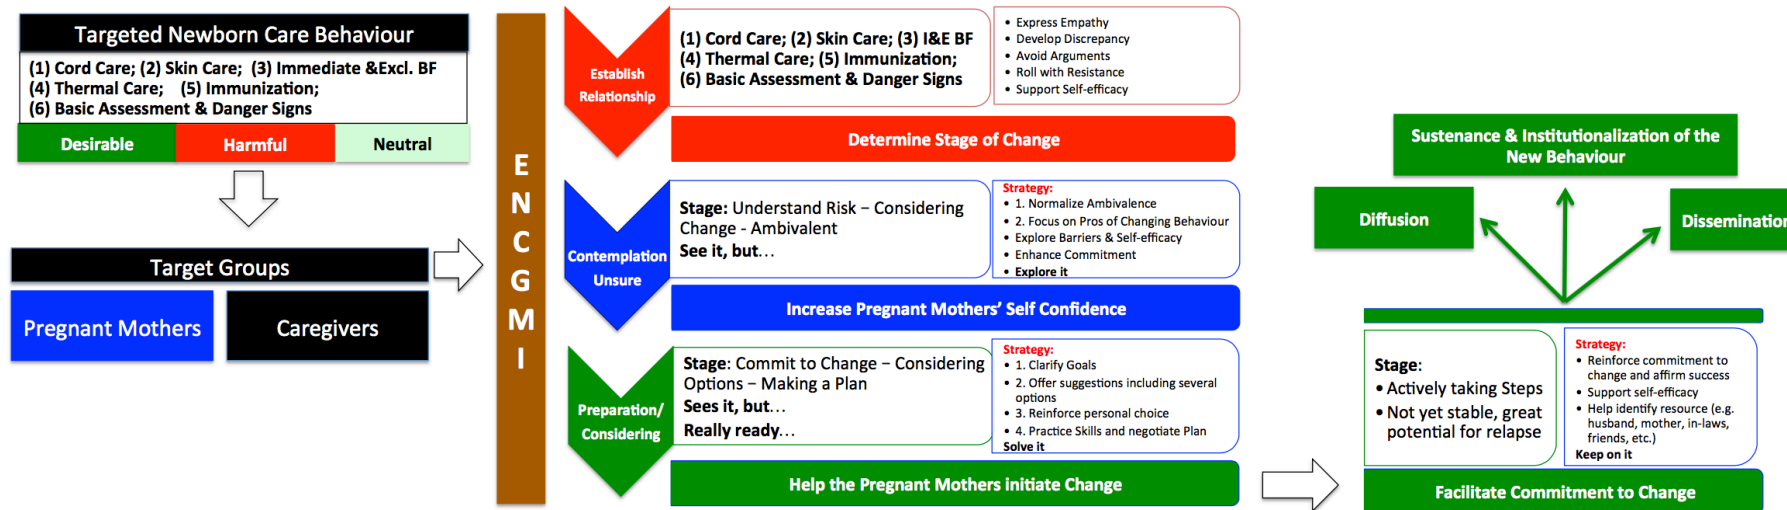 Targeted Newborn Care Behaviour
(1) Cord Care; (2) Skin Care; (3) Immediate &Excl. BF
(4) Thermal Care; (5) Immunization;
(6) Basic Assessment & Danger Signs
Desirable
Harmful
Neutral
Target Groups
Pregnant Mothers
Caregivers
E
N
C
G
M
I
Establish
Relationship
(1) Cord Care; (2) Skin Care; (3) I&E BF
(4) Thermal Care; (5) Immunization;
(6) Basic Assessment & Danger Signs
• Express Empathy
• Develop Discrepancy
• Avoid Arguments
• Roll with Resistance
• Support Self-efficacy
Determine Stage of Change
Contemplation
Unsure
Stage: Understand Risk – Considering
Change - Ambivalent
See it, but…
Strategy:
• 1. Normalize Ambivalence
• 2. Focus on Pros of Changing Behaviour
• Explore Barriers & Self-efficacy
• Enhance Commitment
• Explore it
Increase Pregnant Mothers’ Self Confidence
Preparation/
Considering
Stage: Commit to Change – Considering
Options – Making a Plan
Sees it, but…
Really ready…
Strategy:
• 1. Clarify Goals
• 2. Offer suggestions including several
options
• 3. Reinforce personal choice
• 4. Practice Skills and negotiate Plan
Solve it
Help the Pregnant Mothers initiate Change
Sustenance & Institutionalization of the
New Behaviour
Diffusion
Dissemination
Stage:
• Actively taking Steps
• Not yet stable, great
potential for relapse
Strategy:
• Reinforce commitment to
change and affirm success
• Support self-efficacy
• Help identify resource (e.g.
husband, mother, in-laws,
friends, etc.)
Keep on it
Facilitate Commitment to Change